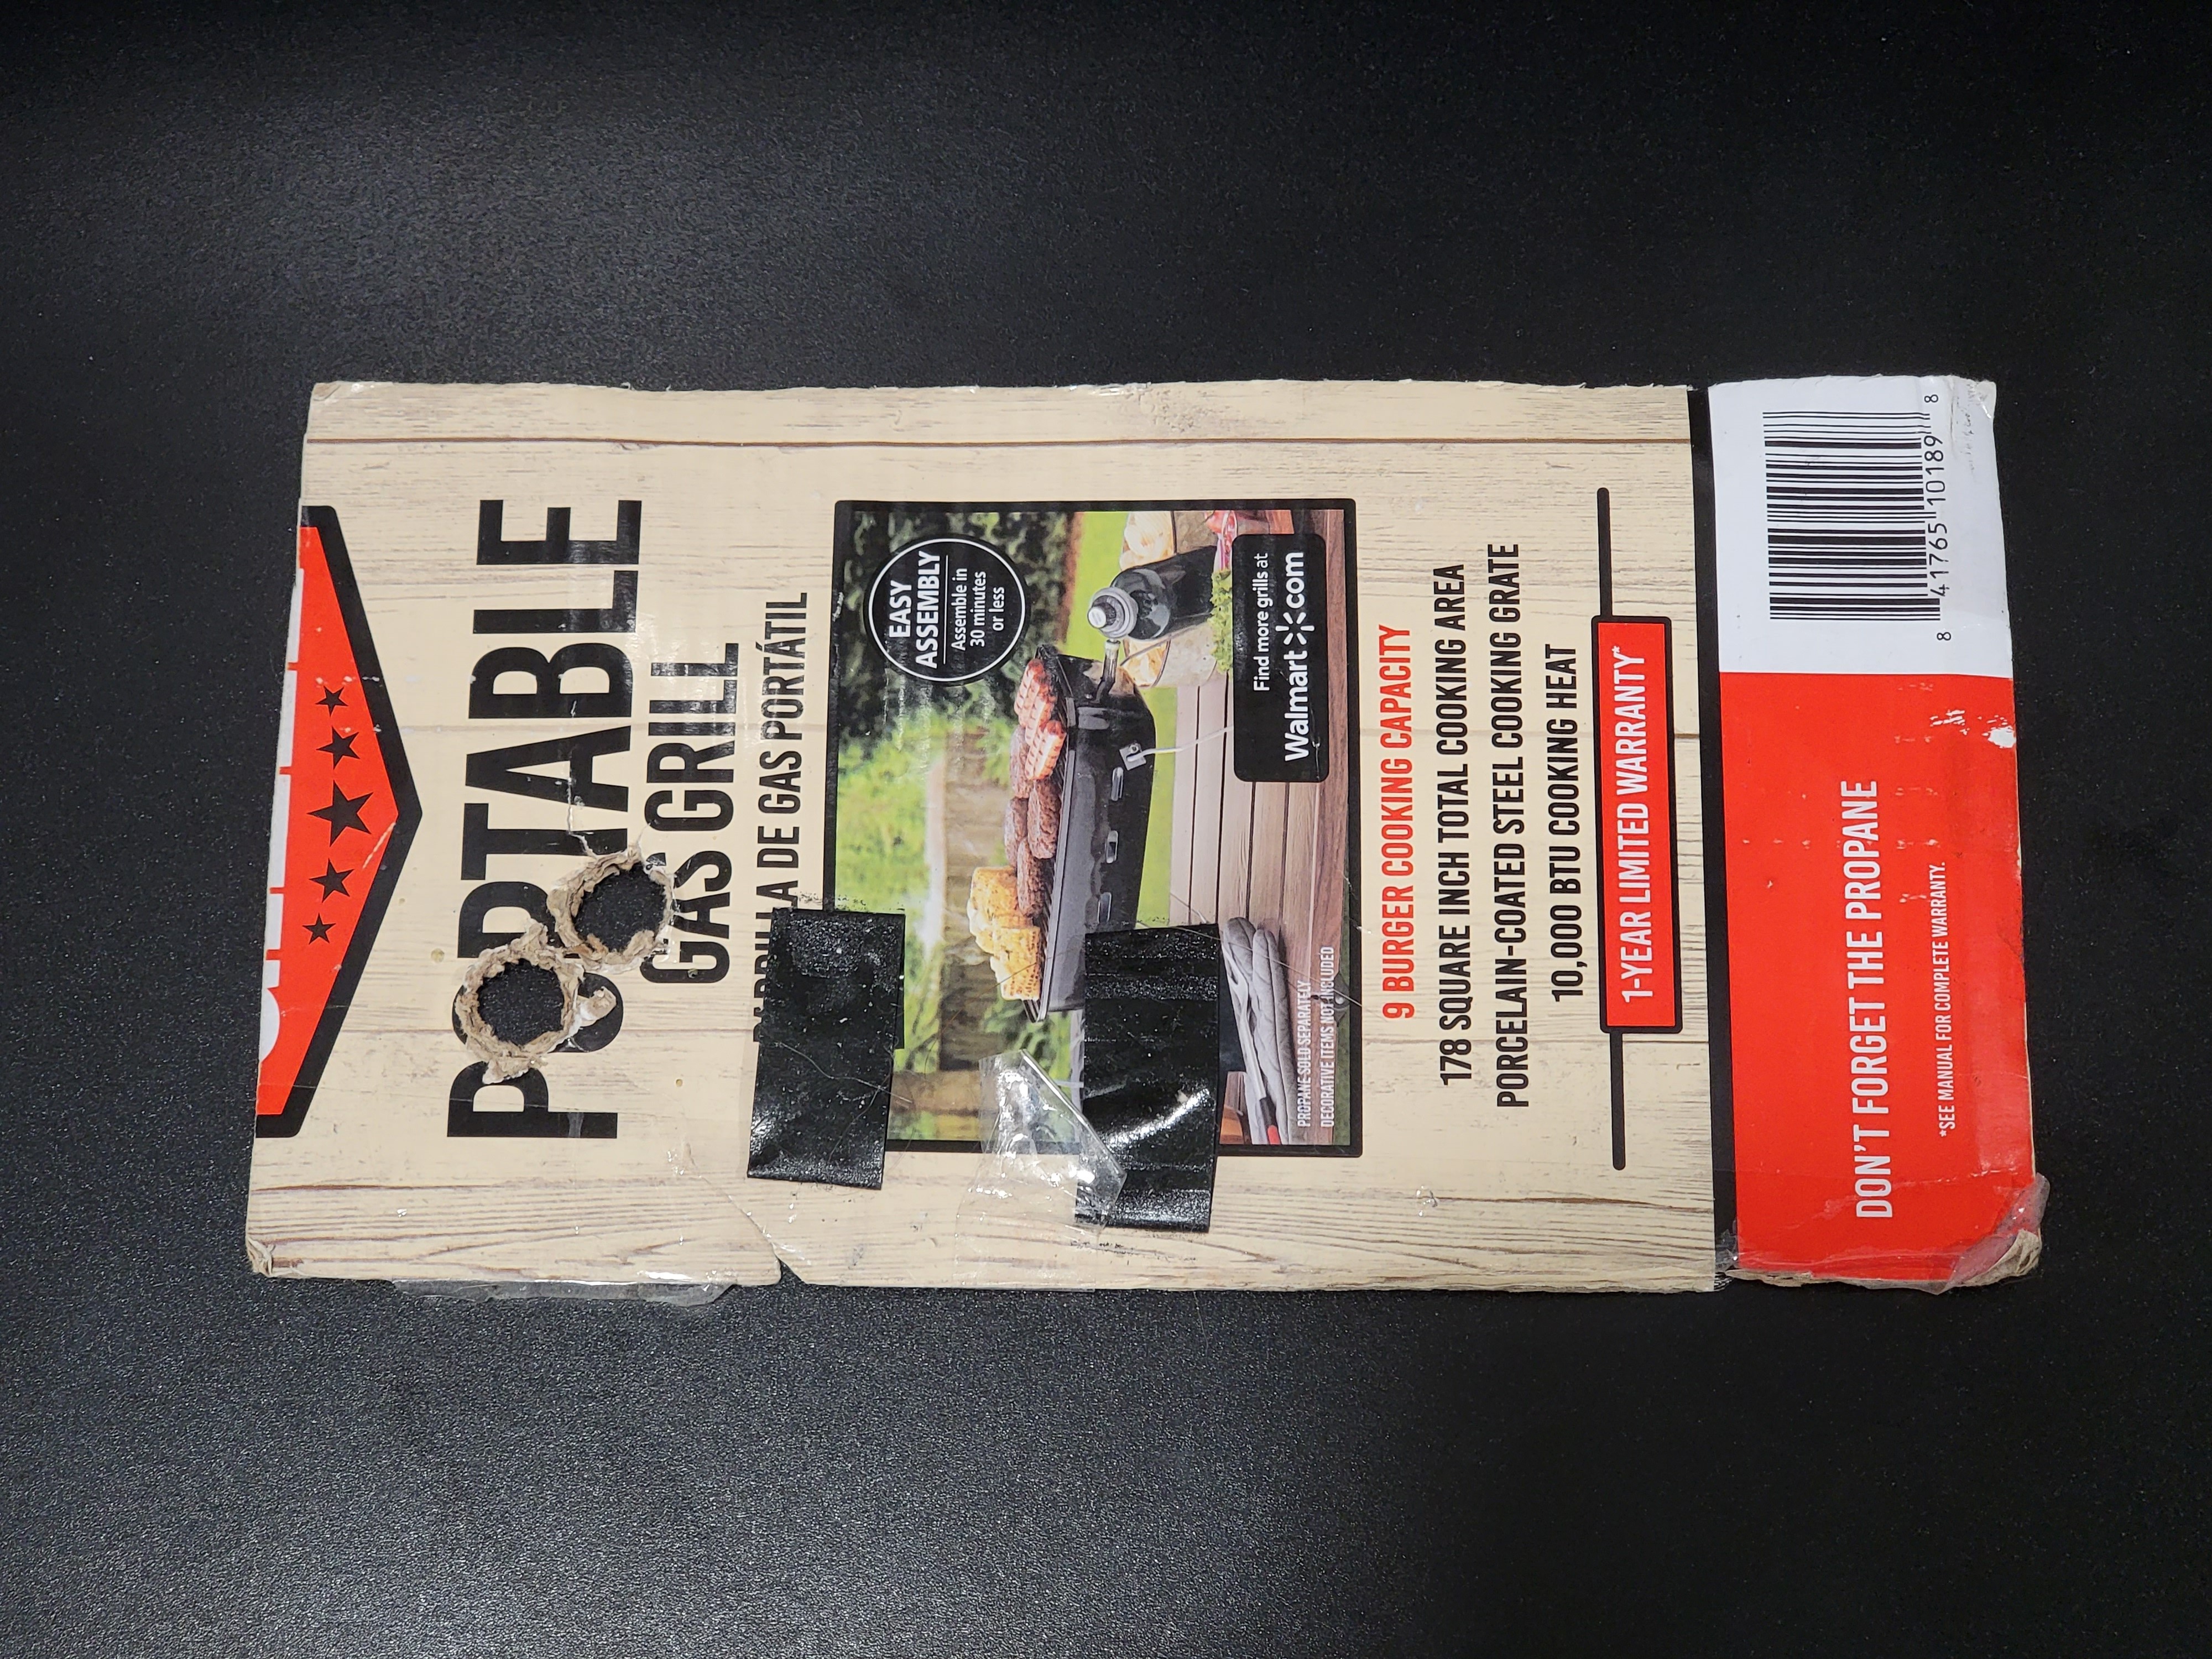 PORTABLE
GAS GRILL
PARRILLA DE GAS PORTÁTIL
EASY
ASSEMBLY
Assemble in
30 minutes
or less
Find more grills at
Walmart.com
PROPANE SOLD SEPARATELY
DECORATIVE ITEMS NOT INCLUDED
9 BURGER COOKING CAPACITY
178 SQUARE INCH TOTAL COOKING AREA
PORCELAIN-COATED STEEL COOKING GRATE
10,000 BTU COOKING HEAT
1-YEAR LIMITED WARRANTY*
DON'T FORGET THE PROPANE
*SEE MANUAL FOR COMPLETE WARRANTY.
8 41765 10189 8